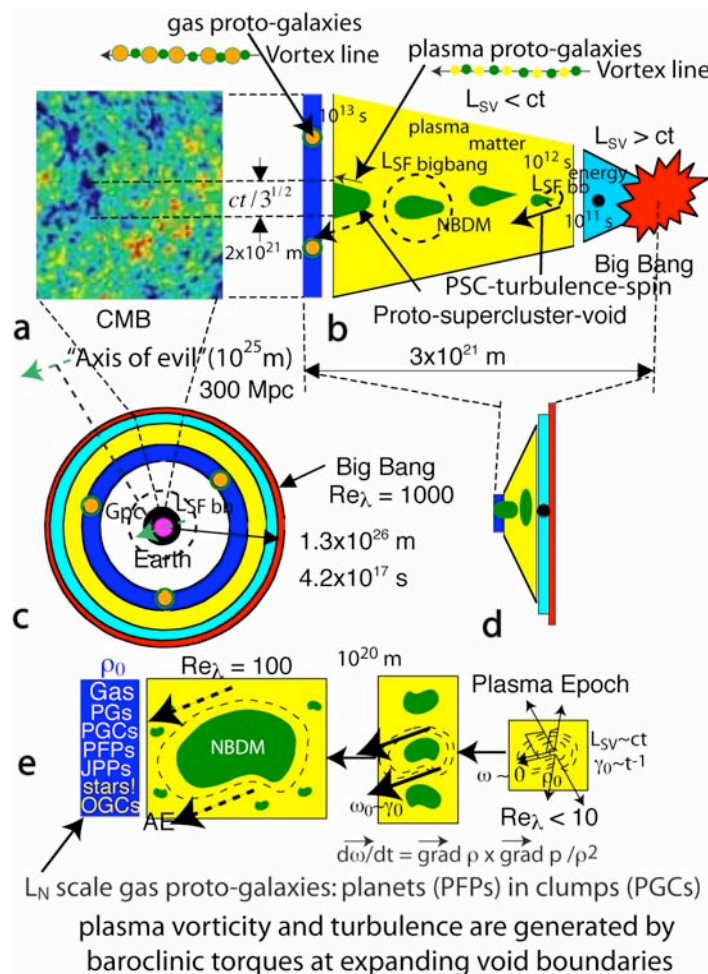 gas proto-galaxies
Vortex line
plasma proto-galaxies
Vortex line
L_SV < ct
10^13 s
plasma
matter
L_SV > ct
L_SF bigbang
10^12 s
energy
L_SF bb
ct/3^1/2
NBDM
10^11 s
2x10^21 m
Big Bang
PSC-turbulence-spin
a
CMB
b
Proto-supercluster-void
"Axis of evil" (10^25 m)
300 Mpc
3x10^21 m
Big Bang
Re_λ = 1000
Gpc
L_SF bb
Earth
1.3x10^26 m
4.2x10^17 s
c
d
ρ_0
Re_λ = 100
10^20 m
Gas
PGs
PGCs
PFPs
JPPs
stars!
OGCs
e
NBDM
AE
Plasma Epoch
L_SV~ct
γ_0~t^-1
ω ~ 0
ρ_0
ω_0~γ_0
Re_λ < 10
dω/dt = grad ρ x grad p /ρ^2
L_N scale gas proto-galaxies: planets (PFPs) in clumps (PGCs)
plasma vorticity and turbulence are generated by
baroclinic torques at expanding void boundaries